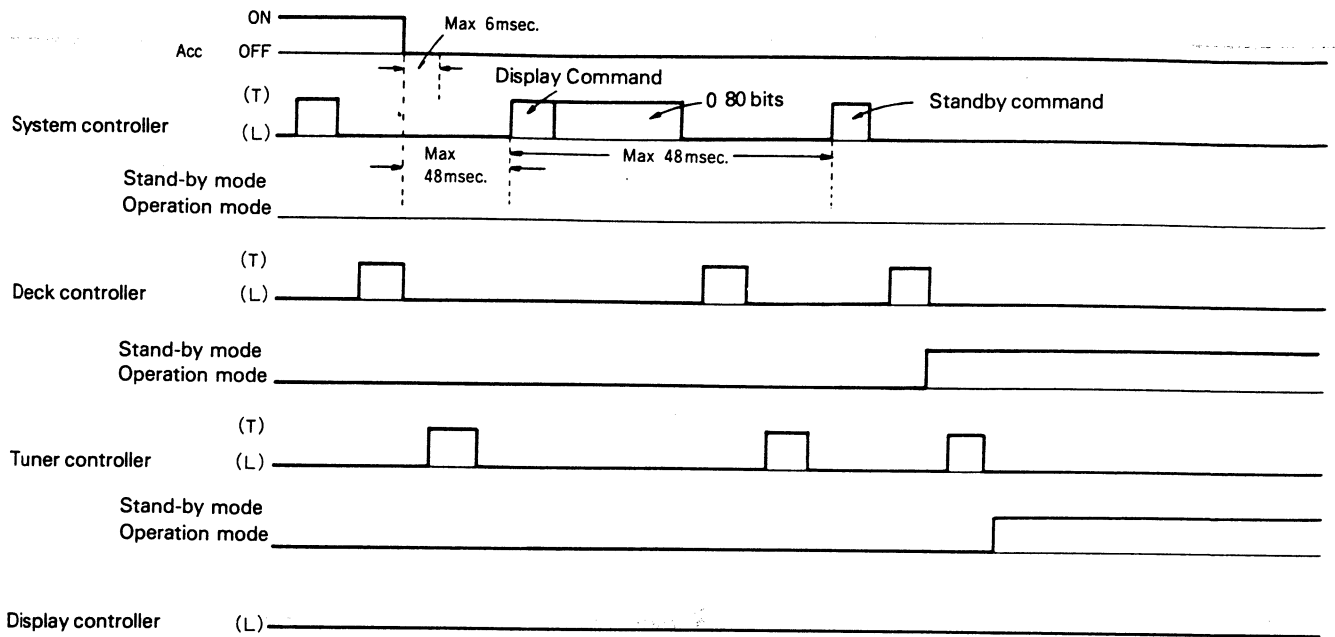 ON
Max 6msec.
Acc OFF
Display Command
(T)
0 80 bits
Standby command
System controller
(L)
Max
48msec.
Max 48msec.
Stand-by mode
Operation mode
(T)
Deck controller
(L)
Stand-by mode
Operation mode
(T)
Tuner controller
(L)
Stand-by mode
Operation mode
Display controller
(L)